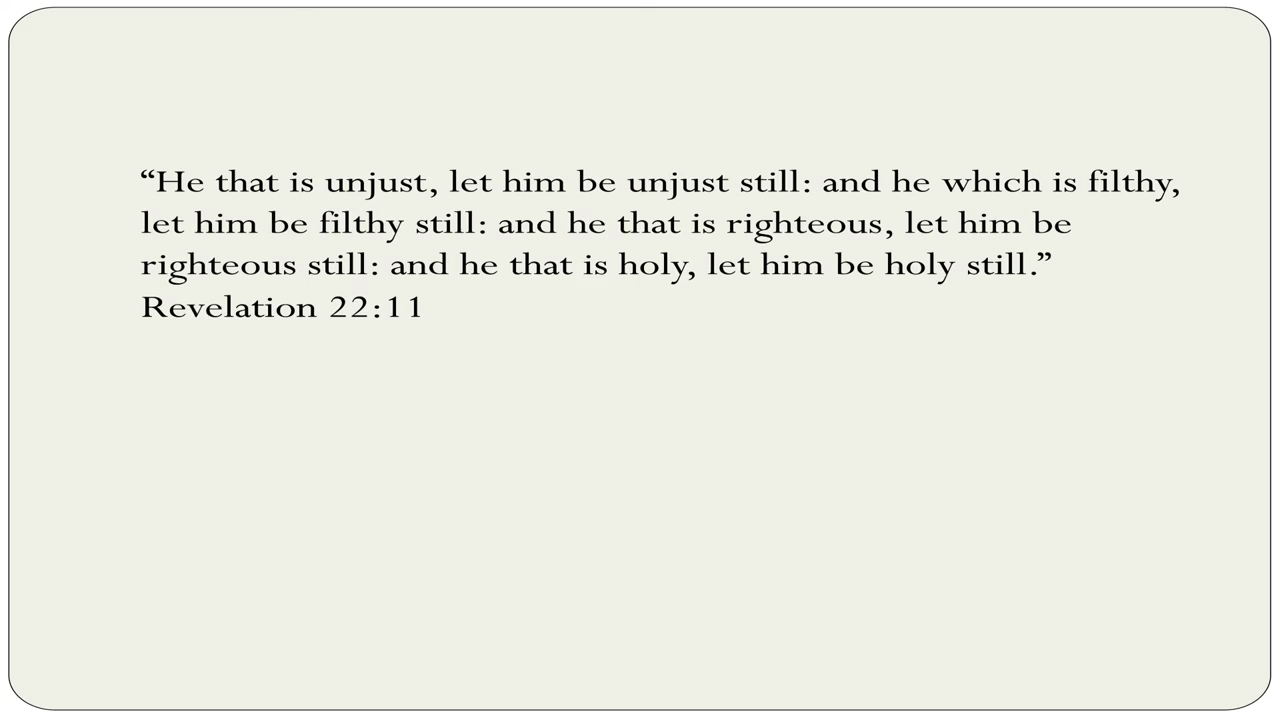 “He that is unjust, let him be unjust still: and he which is filthy,
let him be filthy still: and he that is righteous, let him be
righteous still: and he that is holy, let him be holy still.”
Revelation 22:11